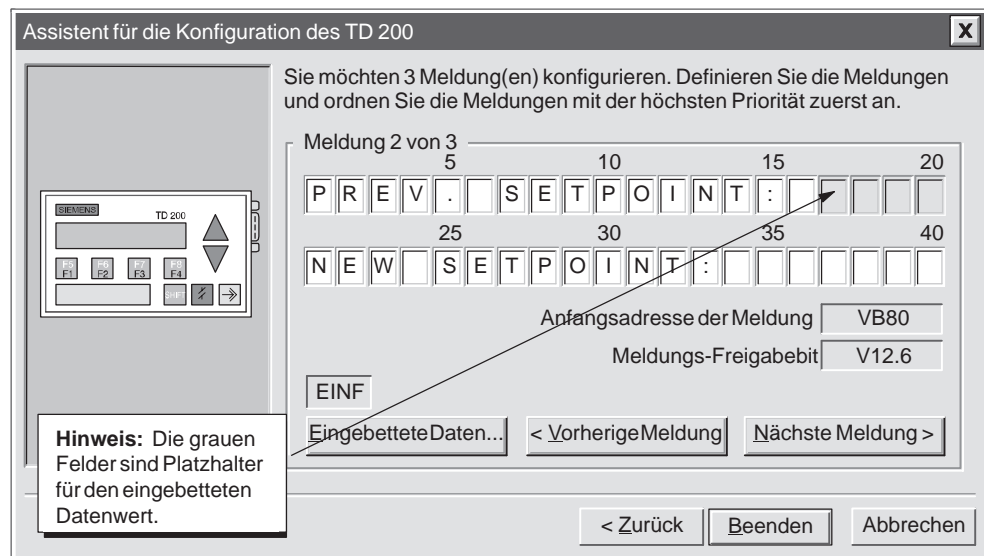 Assistent für die Konfiguration des TD 200
X
Sie möchten 3 Meldung(en) konfigurieren. Definieren Sie die Meldungen
und ordnen Sie die Meldungen mit der höchsten Priorität zuerst an.
Meldung 2 von 3
5 10 15 20
PREV. SETPOINT:
25 30 35 40
NEW SETPOINT:
Anfangsadresse der Meldung VB80
Meldungs-Freigabebit V12.6
EINF
Eingebettete Daten... < Vorherige Meldung Nächste Meldung >
SIEMENS
TD 200
F5 F6 F7 F8
F1 F2 F3 F4
SHIFT
Hinweis: Die grauen
Felder sind Platzhalter
für den eingebetteten
Datenwert.
< Zurück Beenden Abbrechen